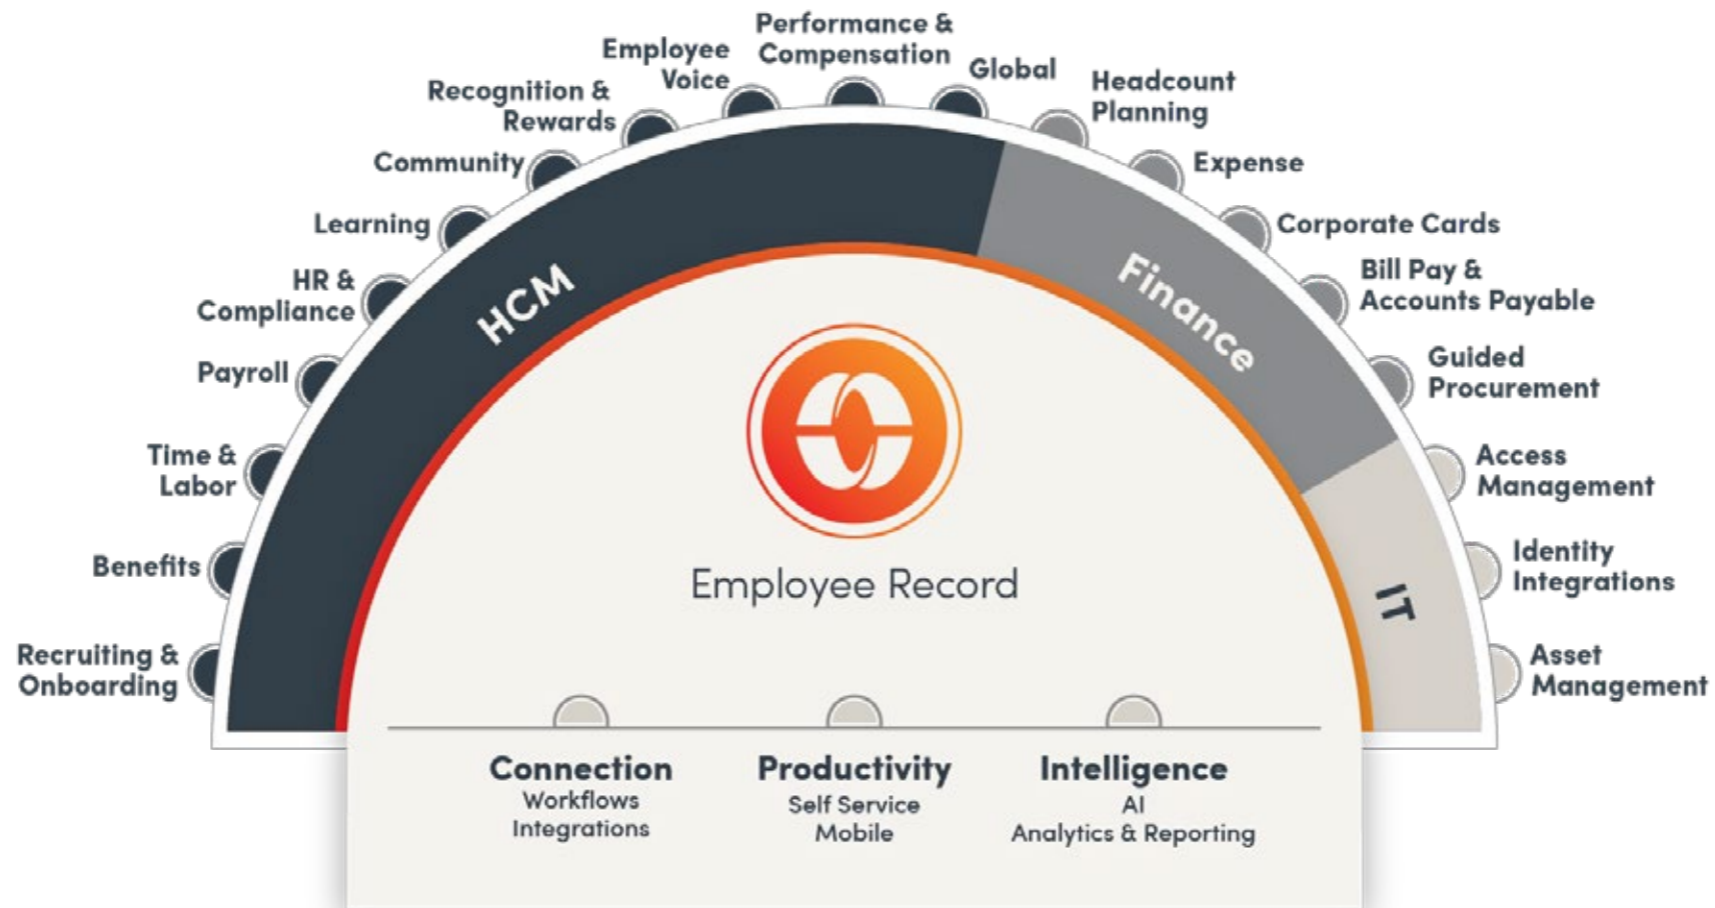 Performance &
Compensation
Employee
Voice
Global
Headcount
Planning
Recognition &
Rewards
Community
Expense
Learning
Corporate Cards
HR &
Compliance
Bill Pay &
Accounts Payable
Payroll
Guided
Procurement
Time &
Labor
Access
Management
Benefits
Identity
Integrations
Recruiting &
Onboarding
Asset
Management
HCM
Finance
IT
Employee Record
Connection
Workflows
Integrations
Productivity
Self Service
Mobile
Intelligence
AI
Analytics & Reporting